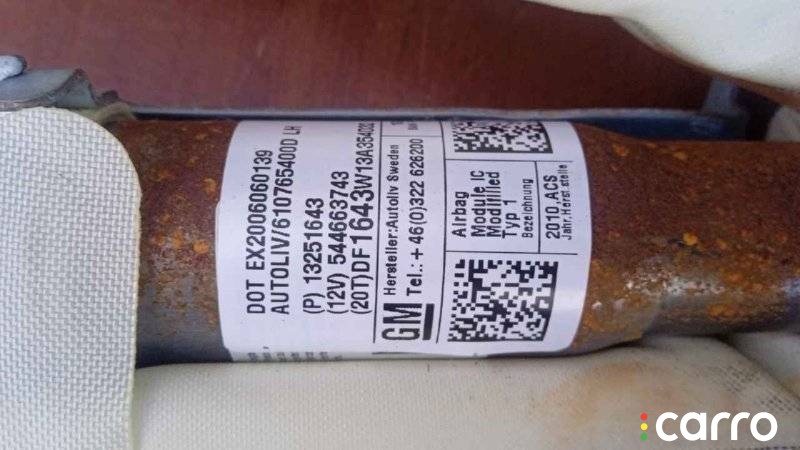 DOT EX2006060139
AUTOLIV/610765400D LH
(P) 13251643
(12V) 544663743
(20T)DF1643W13A354002
GM
Hersteller:Autoliv Sweden
Tel.: +46(0)322 626200
Airbag
Module IC
Modified
Typ 1
Bezeichnung
2010, ACS
Jahr, Herst.stelle
carro